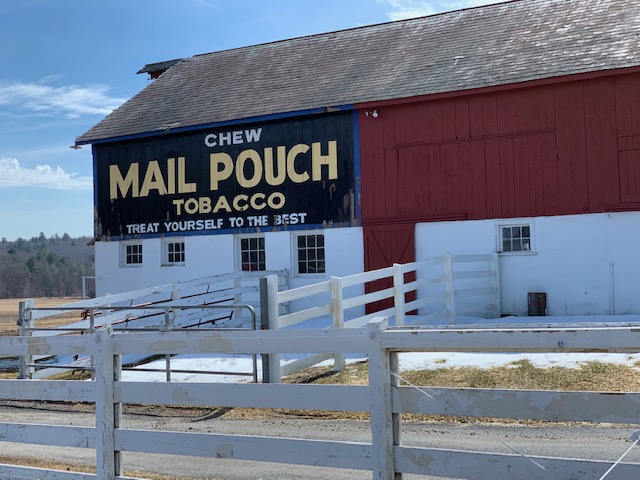 CHEW
MAIL POUCH
TOBACCO
TREAT YOURSELF TO THE BEST